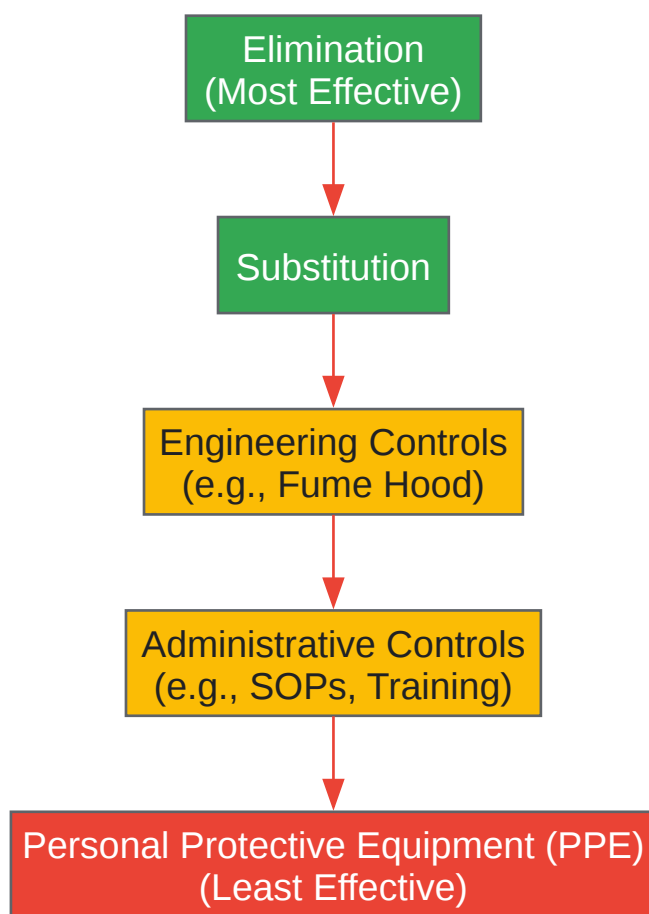 Elimination
(Most Effective)
Substitution
Engineering Controls
(e.g., Fume Hood)
Administrative Controls
(e.g., SOPs, Training)
Personal Protective Equipment (PPE)
(Least Effective)